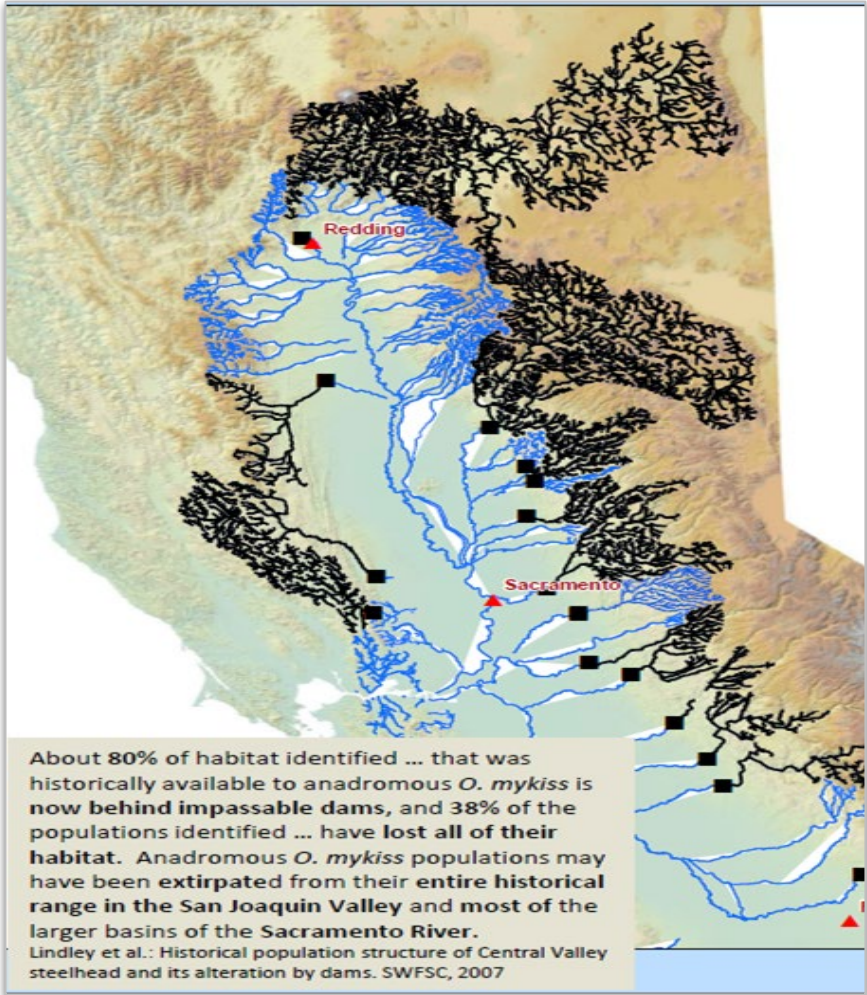 Redding
Sacramento
About 80% of habitat identified ... that was
historically available to anadromous O. mykiss is
now behind impassable dams, and 38% of the
populations identified ... have lost all of their
habitat. Anadromous O. mykiss populations may
have been extirpated from their entire historical
range in the San Joaquin Valley and most of the
larger basins of the Sacramento River.
Lindley et al.: Historical population structure of Central Valley
steelhead and its alteration by dams. SWFSC, 2007